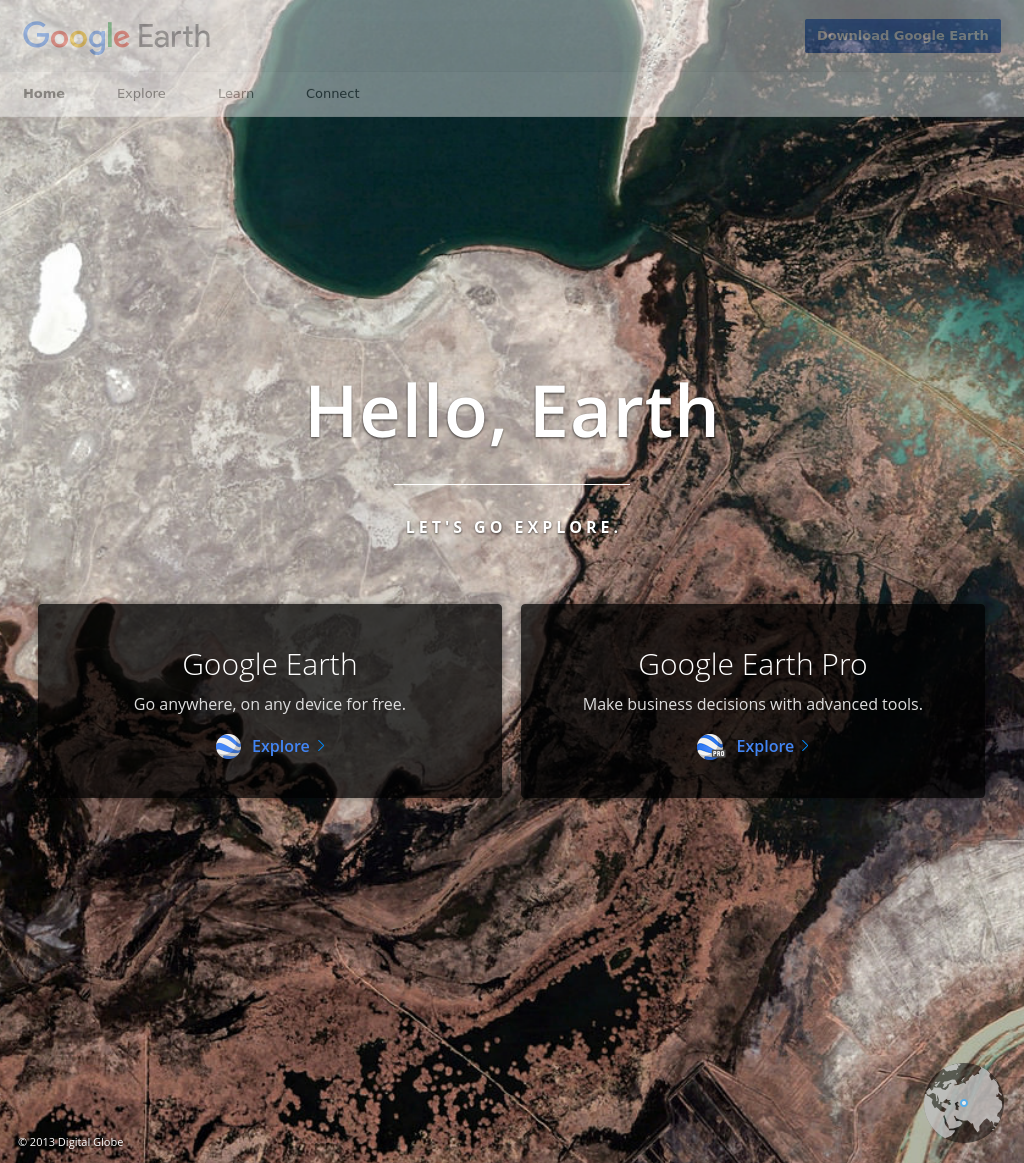 Google Earth
Download Google Earth
Home Explore Learn Connect
Hello, Earth
LET'S GO EXPLORE.
Google Earth
Go anywhere, on any device for free.
Explore
Google Earth Pro
Make business decisions with advanced tools.
PRO
Explore
© 2013 Digital Globe